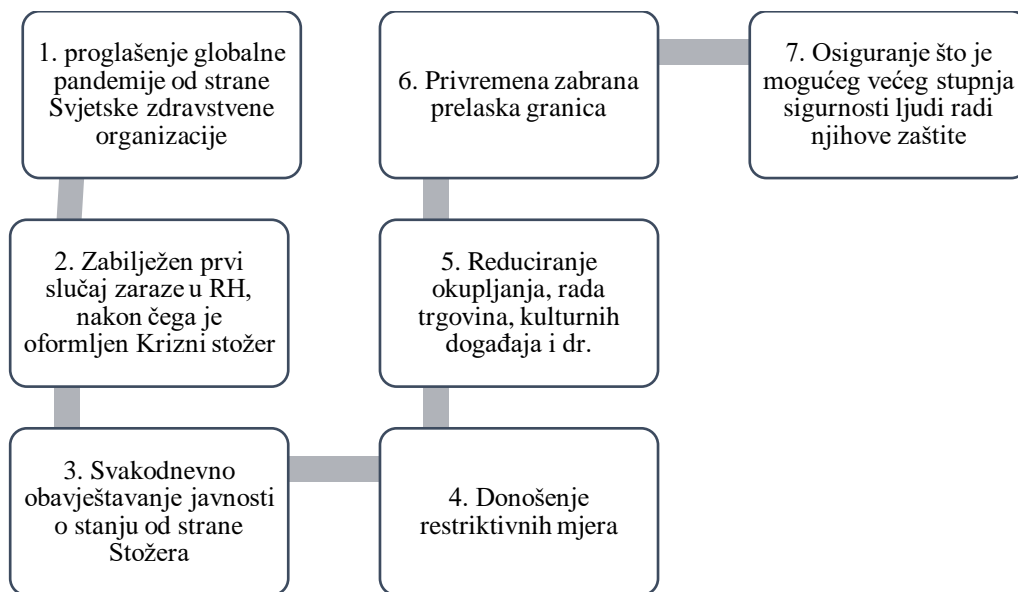 1. proglašenje globalne
pandemije od strane
Svjetske zdravstvene
organizacije
2. Zabilježen prvi
slučaj zaraze u RH,
nakon čega je
oformljen Krizni stožer
3. Svakodnevno
obavještavanje javnosti
o stanju od strane
Stožera
4. Donošenje
restriktivnih mjera
5. Reduciranje
okupljanja, rada
trgovina, kulturnih
događaja i dr.
6. Privremena zabrana
prelaska granica
7. Osiguranje što je
mogućeg većeg stupnja
sigurnosti ljudi radi
njihove zaštite